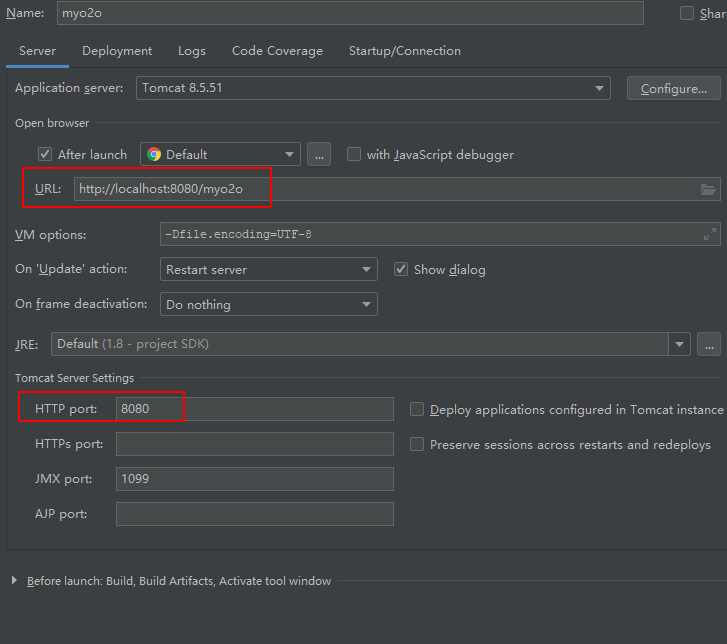 Name: myo2o Shar
Server Deployment Logs Code Coverage Startup/Connection
Application server: Tomcat 8.5.51 Configure...
Open browser
After launch Default ... with JavaScript debugger
URL: http://localhost:8080/myo2o
VM options: -Dfile.encoding=UTF-8
On 'Update' action: Restart server Show dialog
On frame deactivation: Do nothing
JRE: Default (1.8 - project SDK) ...
Tomcat Server Settings
HTTP port: 8080 Deploy applications configured in Tomcat instance
HTTPs port: Preserve sessions across restarts and redeploys
JMX port: 1099
AJP port:
Before launch: Build, Build Artifacts, Activate tool window